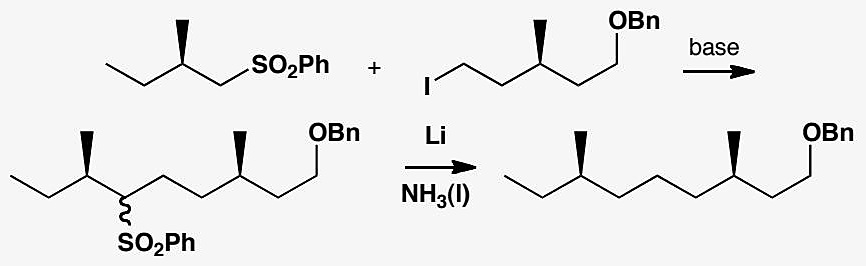 SO2Ph
+
I
OBn
base
SO2Ph
OBn
Li
NH3(l)
OBn